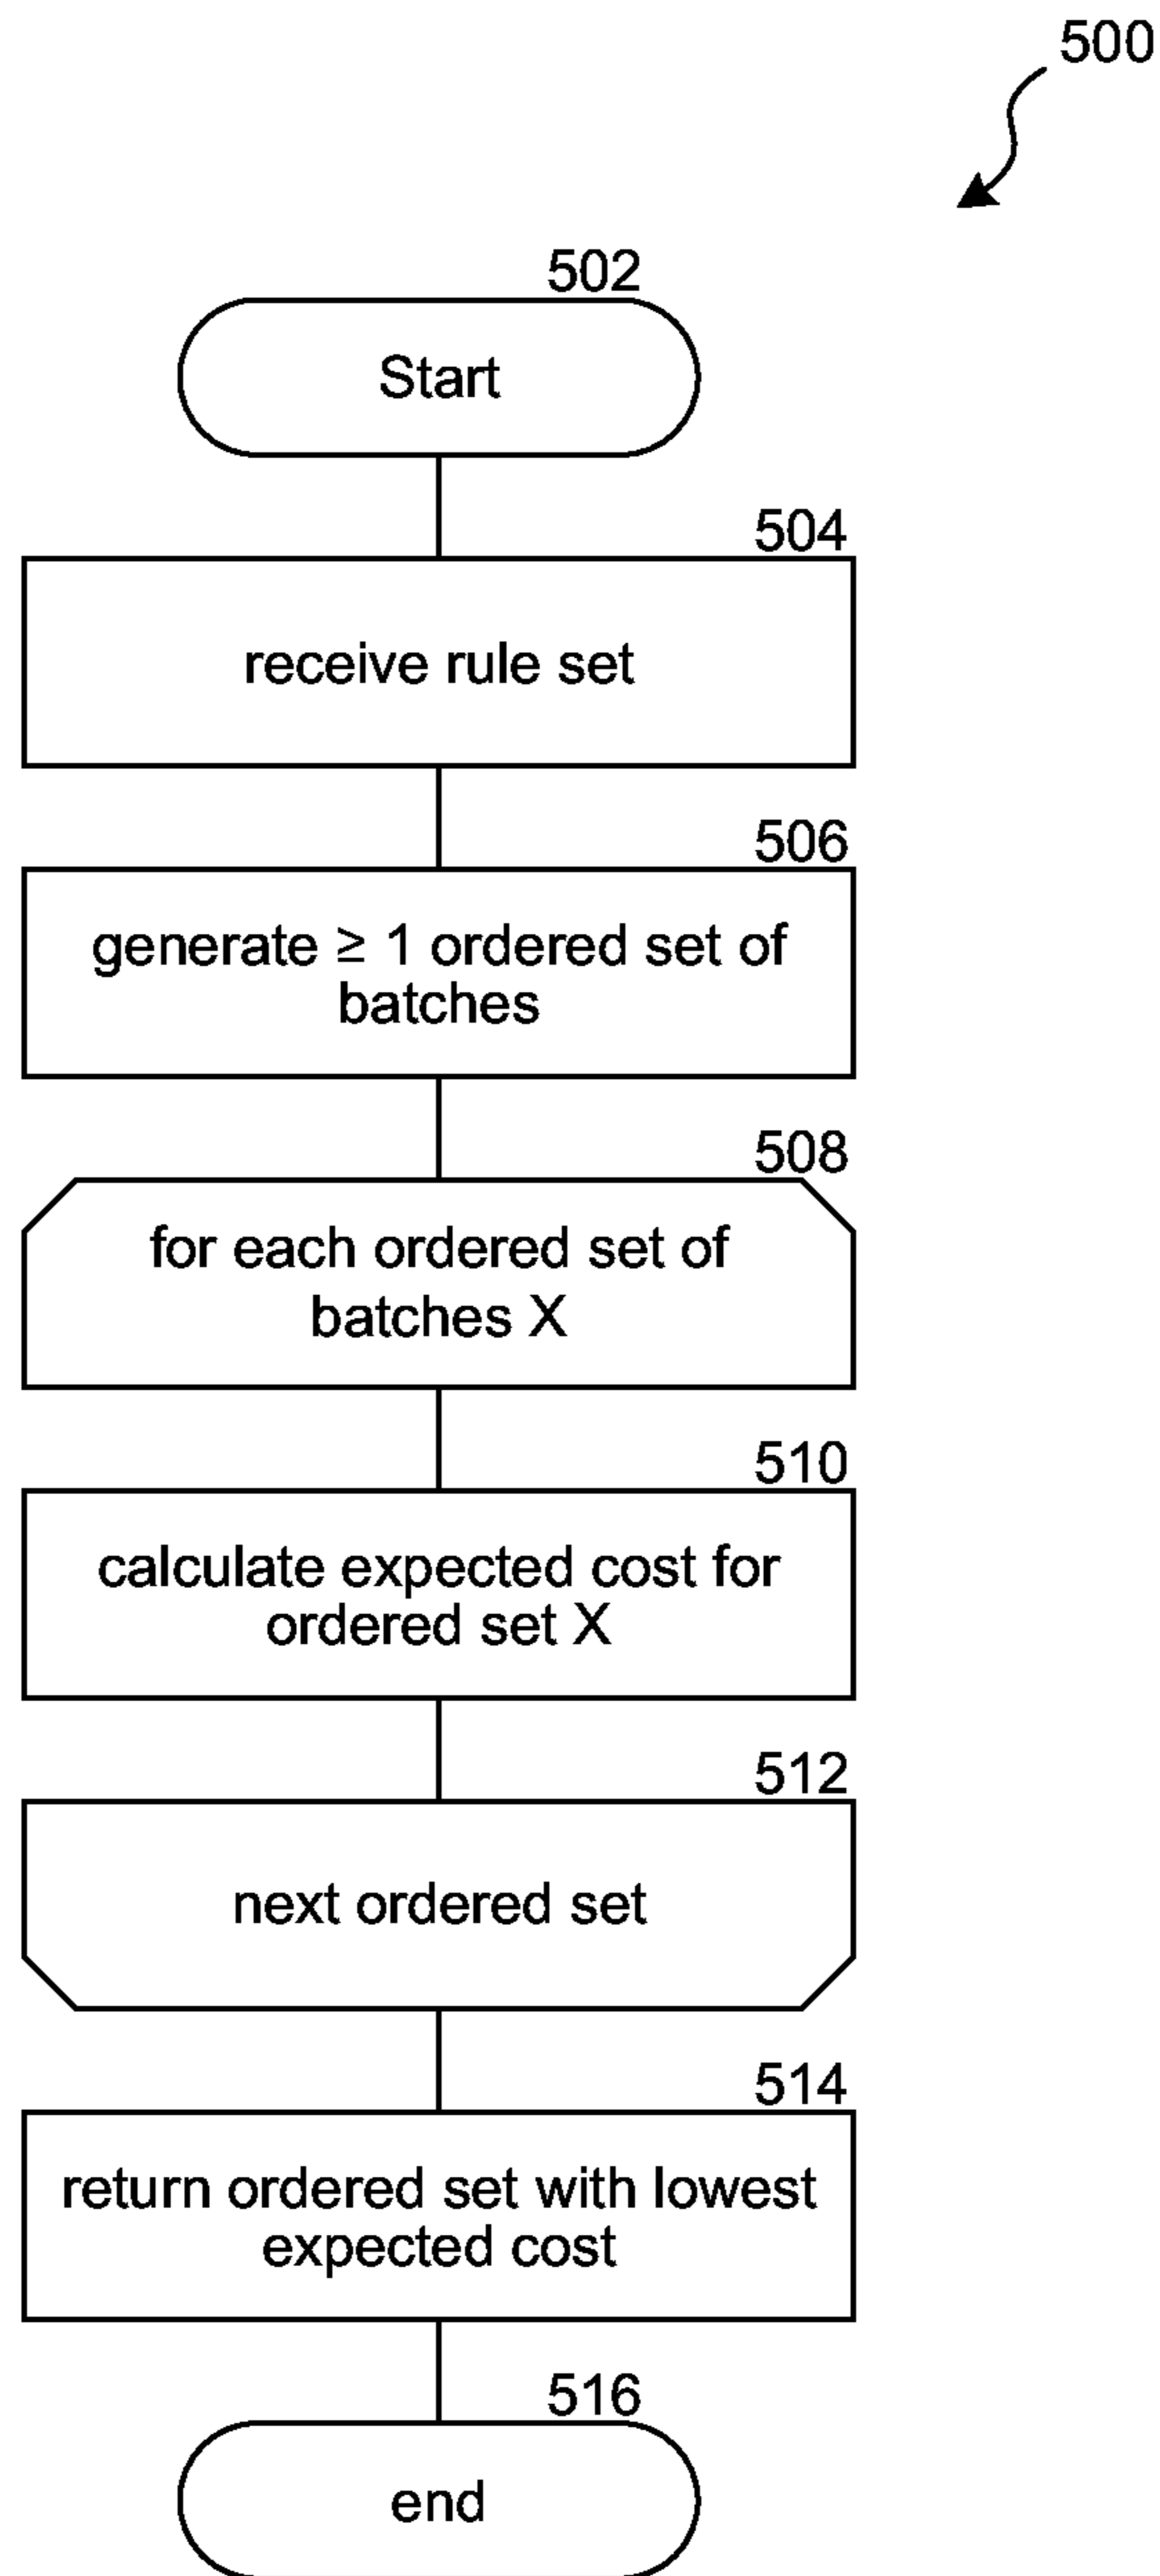 500
502
Start
504
receive rule set
506
generate ≥ 1 ordered set of
batches
508
for each ordered set of
batches X
510
calculate expected cost for
ordered set X
512
next ordered set
514
return ordered set with lowest
expected cost
516
end